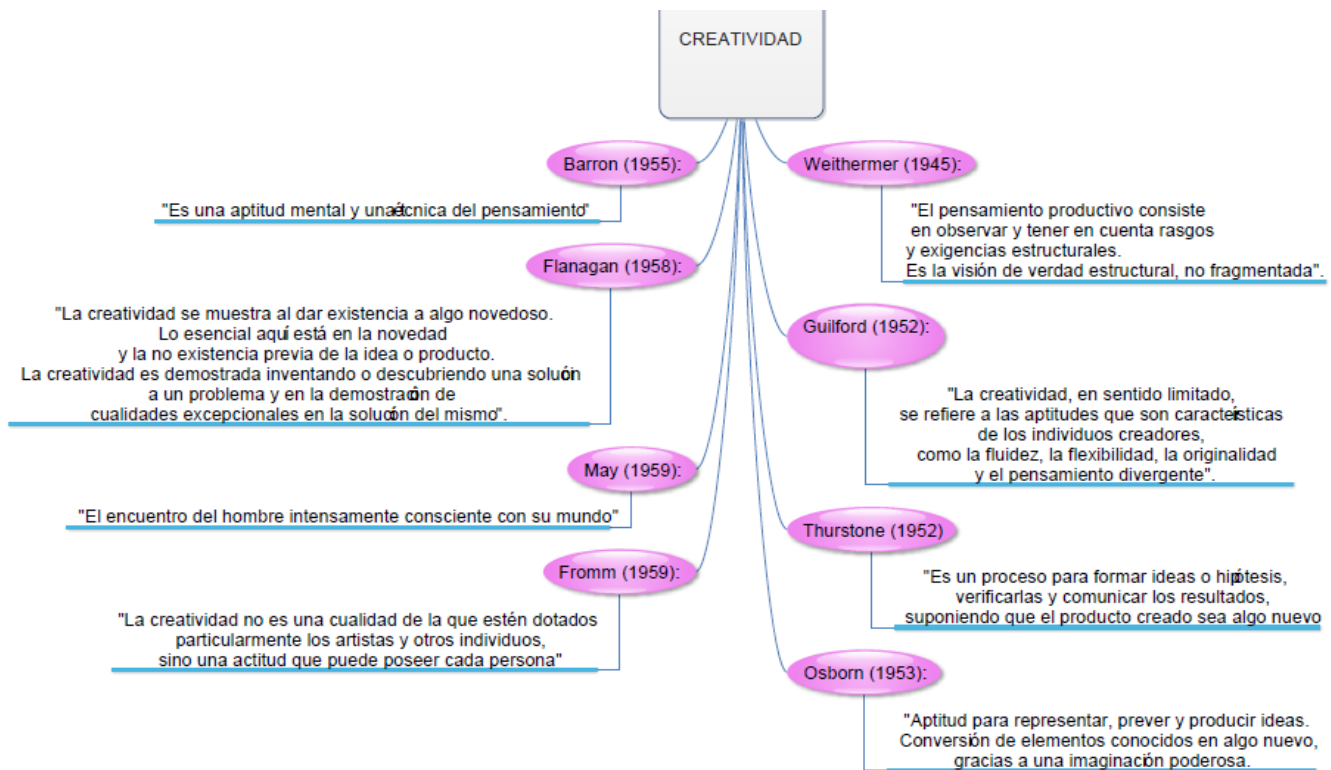 CREATIVIDAD
Barron (1955):
"Es una aptitud mental y una técnica del pensamiento"
Flanagan (1958):
"La creatividad se muestra al dar existencia a algo novedoso.
Lo esencial aquí está en la novedad
y la no existencia previa de la idea o producto.
La creatividad es demostrada inventando o descubriendo una solución
a un problema y en la demostración de
cualidades excepcionales en la solución del mismo".
May (1959):
"El encuentro del hombre intensamente consciente con su mundo"
Fromm (1959):
"La creatividad no es una cualidad de la que estén dotados
particularmente los artistas y otros individuos,
sino una actitud que puede poseer cada persona"
Weithermer (1945):
"El pensamiento productivo consiste
en observar y tener en cuenta rasgos
y exigencias estructurales.
Es la visión de verdad estructural, no fragmentada".
Guilford (1952):
"La creatividad, en sentido limitado,
se refiere a las aptitudes que son características
de los individuos creadores,
como la fluidez, la flexibilidad, la originalidad
y el pensamiento divergente".
Thurstone (1952)
"Es un proceso para formar ideas o hipótesis,
verificarlas y comunicar los resultados,
suponiendo que el producto creado sea algo nuevo
Osborn (1953):
"Aptitud para representar, prever y producir ideas.
Conversión de elementos conocidos en algo nuevo,
gracias a una imaginación poderosa.